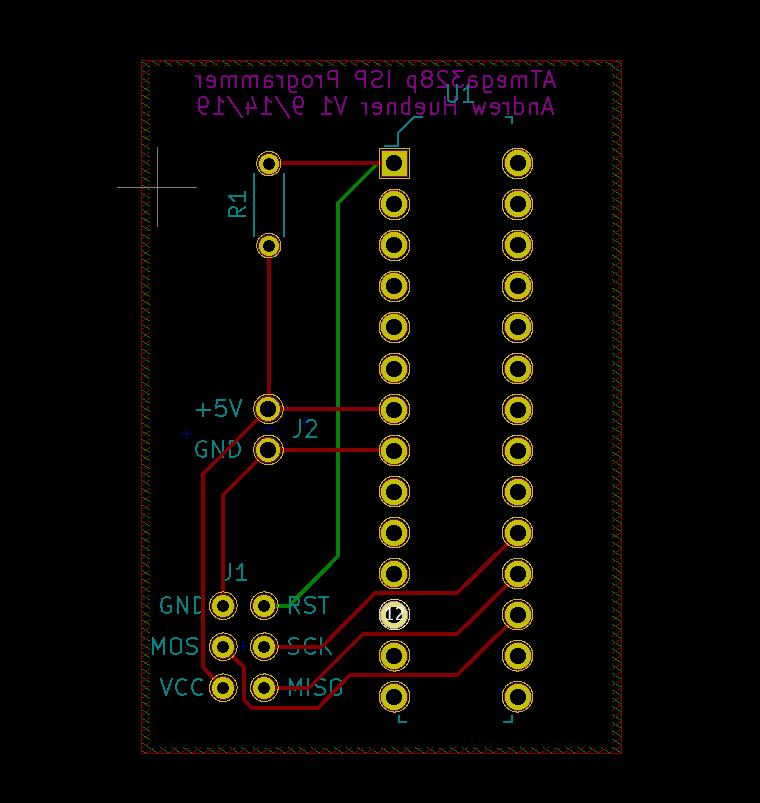 ATmega328p ISP Programmer
U1
Andrew Huebner V1 9/14/19
R1
+5V
J2
GND
J1
GND RST
12
MOSI SCK
VCC MISO